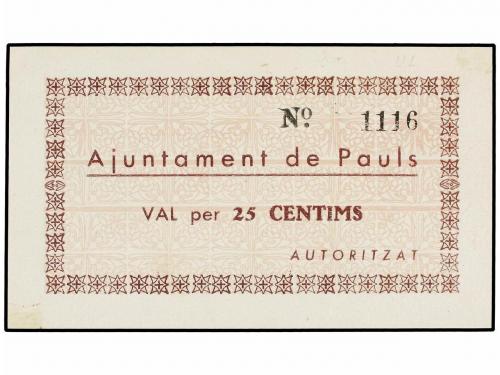 Nº 1116
Ajuntament de Pauls
VAL per 25 CENTIMS
AUTORITZAT